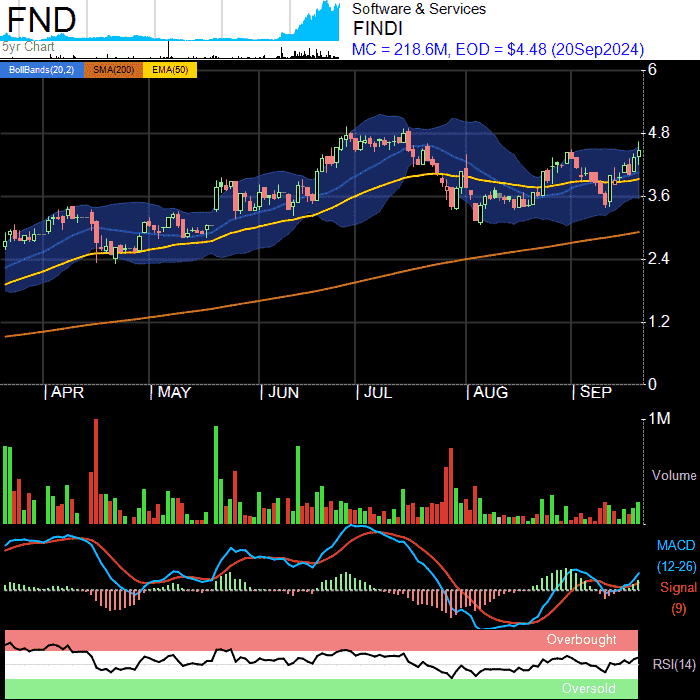 FND
Software & Services
FINDI
5yr Chart
MC = 218.6M, EOD = $4.48 (20Sep2024)
BollBands(20,2) SMA(200) EMA(50)
6
4.8
3.6
2.4
1.2
0
APR MAY JUN JUL AUG SEP
1M
Volume
MACD
(12-26)
Signal
(9)
Overbought
RSI(14)
Oversold